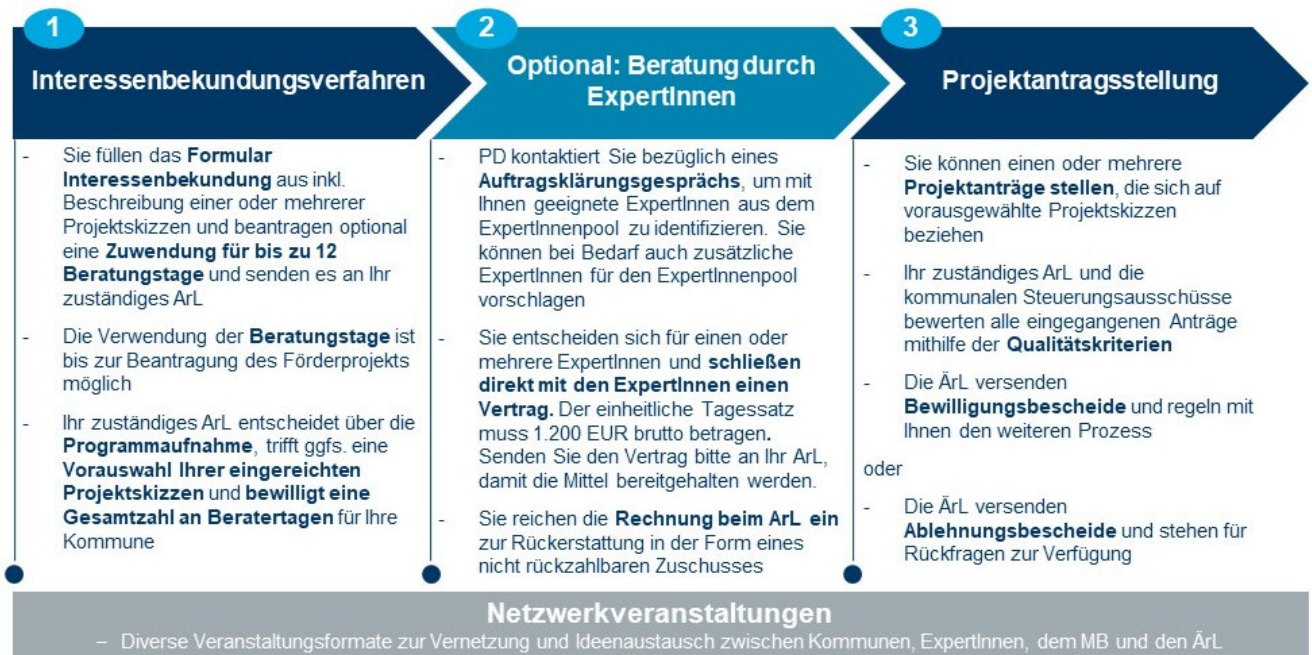 1
Interessenbekundungsverfahren
- Sie füllen das Formular
Interessenbekundung aus inkl.
Beschreibung einer oder mehrerer
Projektskizzen und beantragen optional
eine Zuwendung für bis zu 12
Beratungstage und senden es an Ihr
zuständiges ArL
- Die Verwendung der Beratungstage ist
bis zur Beantragung des Förderprojekts
möglich
- Ihr zuständiges ArL entscheidet über die
Programmaufnahme, trifft ggfs. eine
Vorauswahl Ihrer eingereichten
Projektskizzen und bewilligt eine
Gesamtzahl an Beratertagen für Ihre
Kommune
2
Optional: Beratung durch
ExpertInnen
- PD kontaktiert Sie bezüglich eines
Auftragsklärungsgesprächs, um mit
Ihnen geeignete ExpertInnen aus dem
ExpertInnenpool zu identifizieren. Sie
können bei Bedarf auch zusätzliche
ExpertInnen für den ExpertInnenpool
vorschlagen
- Sie entscheiden sich für einen oder
mehrere ExpertInnen und schließen
direkt mit den ExpertInnen einen
Vertrag. Der einheitliche Tagessatz
muss 1.200 EUR brutto betragen.
Senden Sie den Vertrag bitte an Ihr ArL,
damit die Mittel bereitgehalten werden.
- Sie reichen die Rechnung beim ArL ein
zur Rückerstattung in der Form eines
nicht rückzahlbaren Zuschusses
3
Projektantragsstellung
- Sie können einen oder mehrere
Projektanträge stellen, die sich auf
vorausgewählte Projektskizzen
beziehen
- Ihr zuständiges ArL und die
kommunalen Steuerungsausschüsse
bewerten alle eingegangenen Anträge
mithilfe der Qualitätskriterien
- Die ÄrL versenden
Bewilligungsbescheide und regeln mit
Ihnen den weiteren Prozess
oder
- Die ÄrL versenden
Ablehnungsbescheide und stehen für
Rückfragen zur Verfügung
Netzwerkveranstaltungen
– Diverse Veranstaltungsformate zur Vernetzung und Ideenaustausch zwischen Kommunen, ExpertInnen, dem MB und den ÄrL